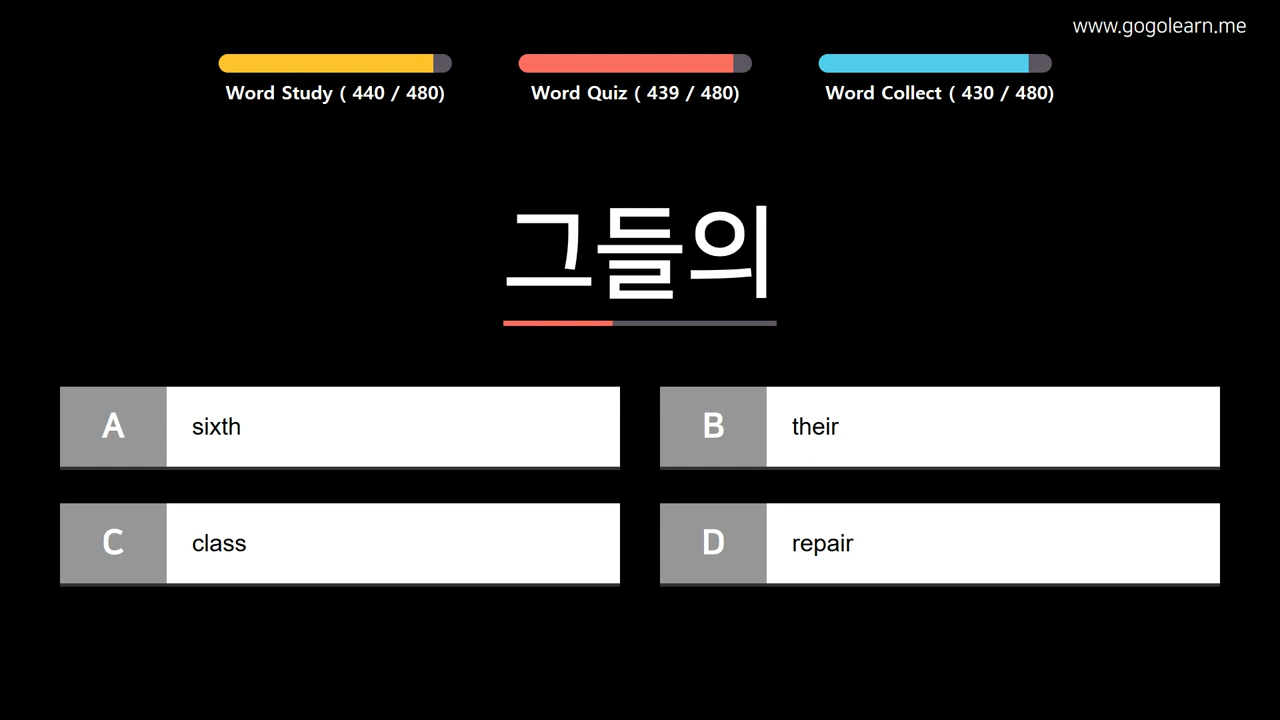 www.gogolearn.me
Word Study ( 440 / 480)
Word Quiz ( 439 / 480)
Word Collect ( 430 / 480)
그들의
A sixth
B their
C class
D repair